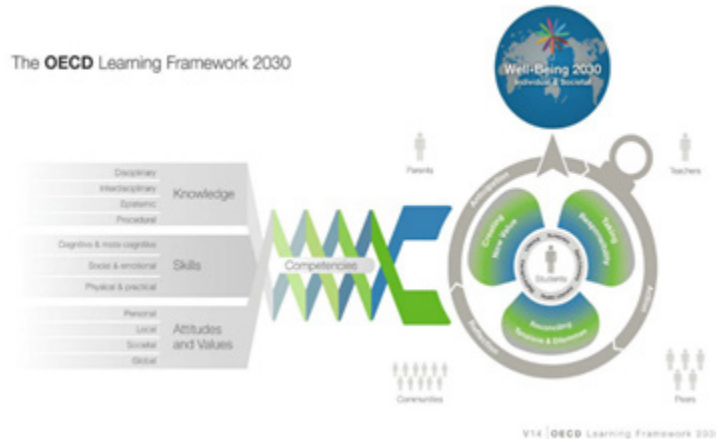 The OECD Learning Framework 2030
Well-Being 2030
Individual & Societal
Parents
Teachers
Disciplinary
Interdisciplinary
Epistemic
Procedural
Knowledge
Cognitive & meta-cognitive
Social & emotional
Physical & practical
Skills
Personal
Local
Societal
Global
Attitudes
and Values
Competencies
Anticipation
Action
Reflection
Creating
New Value
Taking
Responsibility
Reconciling
Tensions & Dilemmas
Students
Communities
Peers
V14 OECD Learning Framework 203